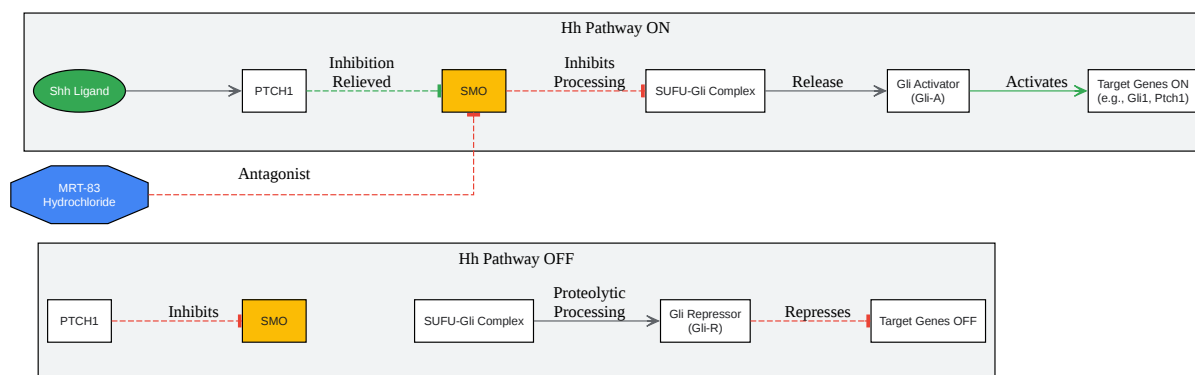 Hh Pathway ON
Shh Ligand
PTCH1
Inhibition
Relieved
SMO
Inhibits
Processing
SUFU-Gli Complex
Release
Gli Activator
(Gli-A)
Activates
Target Genes ON
(e.g., Gli1, Ptch1)
MRT-83
Hydrochloride
Antagonist
Hh Pathway OFF
PTCH1
Inhibits
SMO
SUFU-Gli Complex
Proteolytic
Processing
Gli Repressor
(Gli-R)
Represses
Target Genes OFF